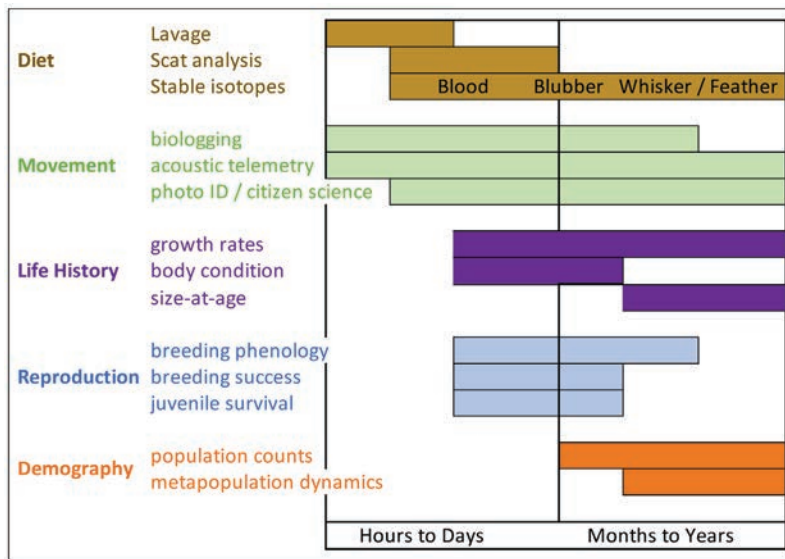 Lavage
Diet Scat analysis
Stable isotopes Blood Blubber Whisker / Feather
biologging
Movement acoustic telemetry
photo ID / citizen science
growth rates
Life History body condition
size-at-age
breeding phenology
Reproduction breeding success
juvenile survival
population counts
Demography metapopulation dynamics
Hours to Days Months to Years